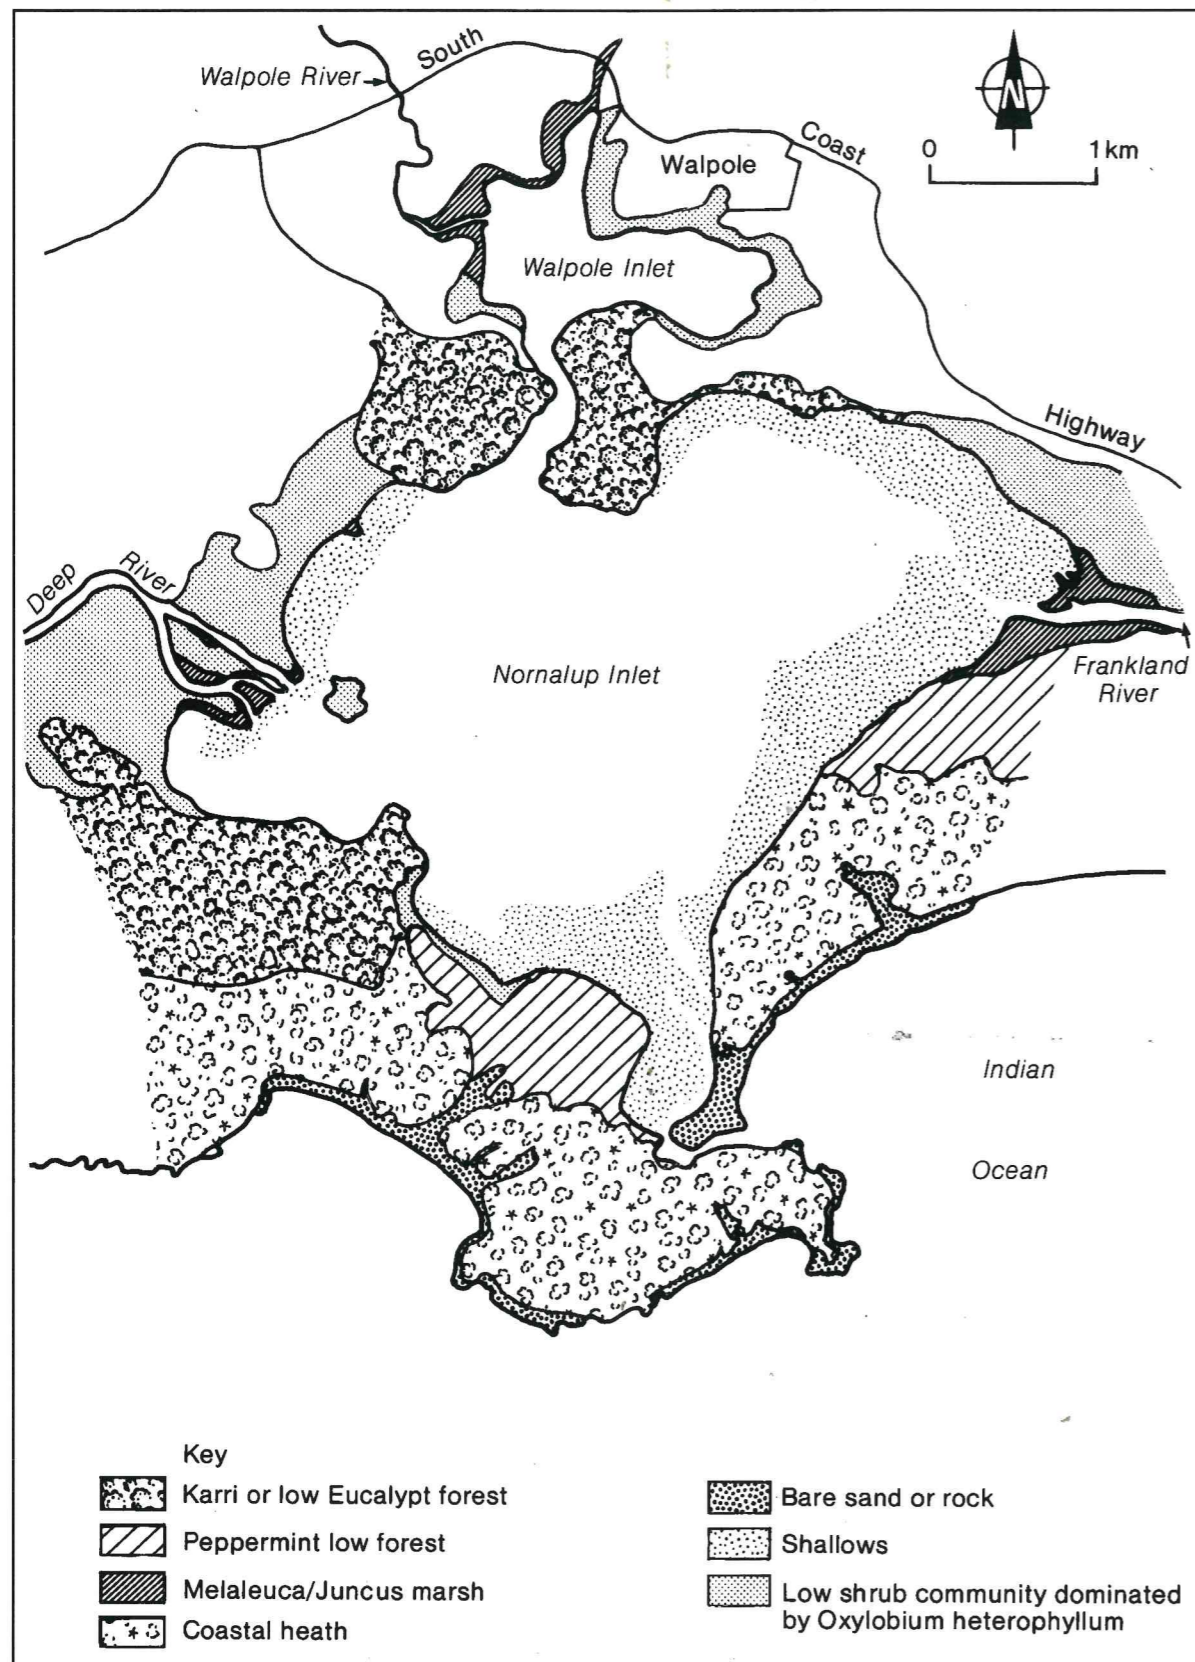 South
Walpole River
N
Coast
0 1 km
Walpole
Walpole Inlet
Highway
Deep River
Nornalup Inlet
Frankland
River
Indian
Ocean
Key
Karri or low Eucalypt forest
Peppermint low forest
Melaleuca/Juncus marsh
Coastal heath
Bare sand or rock
Shallows
Low shrub community dominated
by Oxylobium heterophyllum